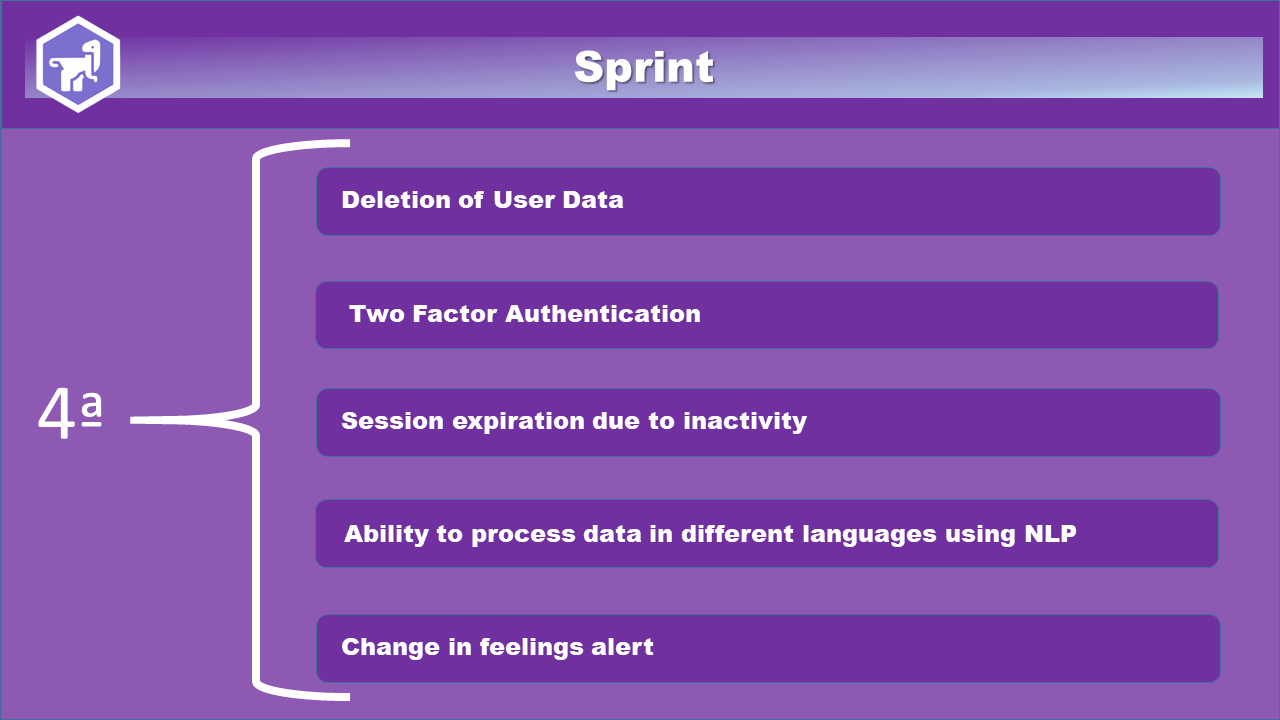 Sprint
Deletion of User Data
Two Factor Authentication
4ª
Session expiration due to inactivity
Ability to process data in different languages using NLP
Change in feelings alert